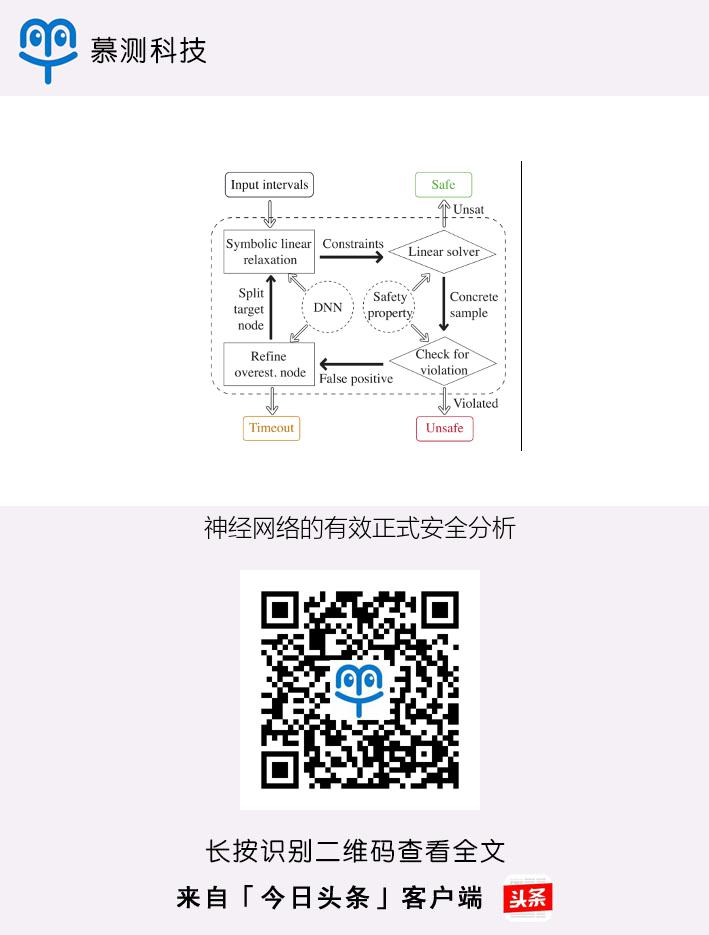 慕测科技
Input intervals
Safe
Unsat
Symbolic linear
relaxation
Constraints
Linear solver
Split
target
node
DNN
Safety
property
Concrete
sample
Refine
overest. node
False positive
Check for
violation
Violated
Timeout
Unsafe
神经网络的有效正式安全分析
长按识别二维码查看全文
来自「今日头条」客户端
头条